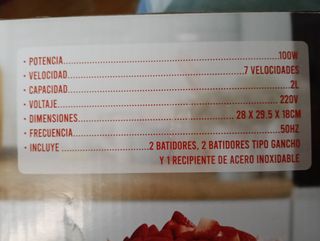 • POTENCIA........................................................100W
• VELOCIDAD..............................................7 VELOCIDADES
• CAPACIDAD..........................................................2L
• VOLTAJE............................................................220V
• DIMENSIONES..........................................28 X 29.5 X 18CM
• FRECUENCIA........................................................50HZ
• INCLUYE......................2 BATIDORES, 2 BATIDORES TIPO GANCHO
Y 1 RECIPIENTE DE ACERO INOXIDABLE